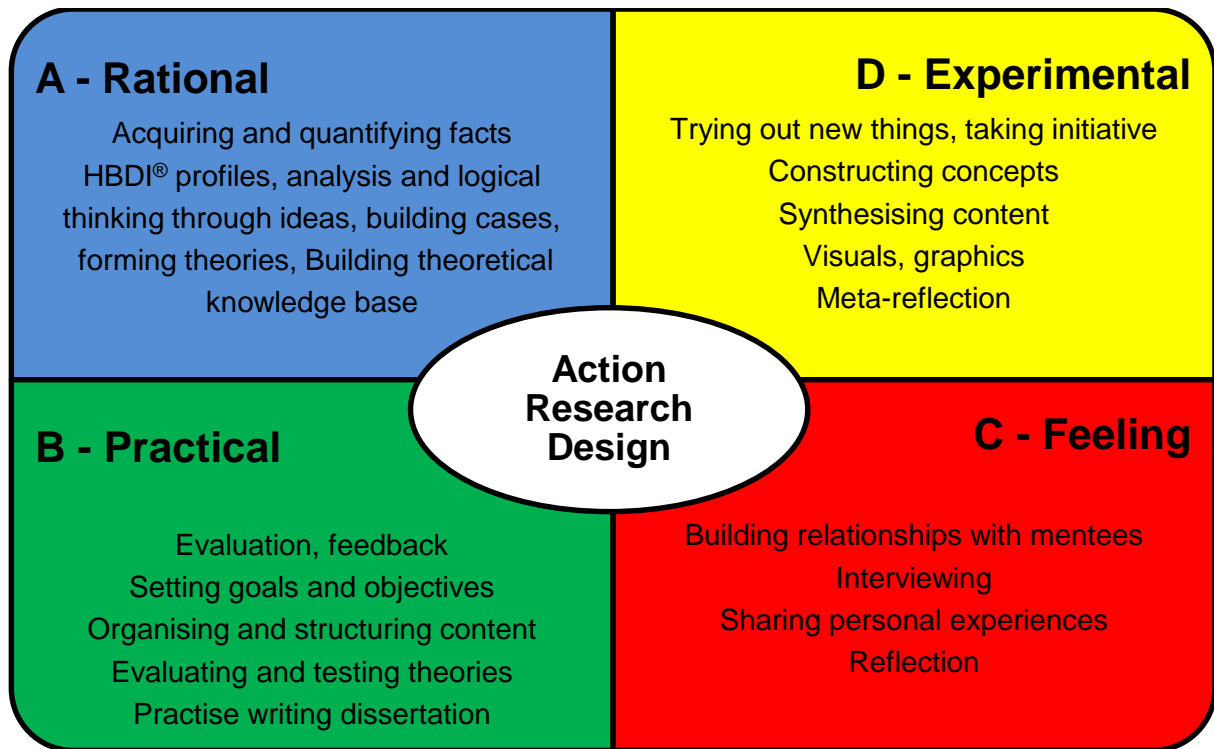 A - Rational
Acquiring and quantifying facts
HBDI® profiles, analysis and logical
thinking through ideas, building cases,
forming theories, Building theoretical
knowledge base
D - Experimental
Trying out new things, taking initiative
Constructing concepts
Synthesising content
Visuals, graphics
Meta-reflection
Action
Research
Design
B - Practical
Evaluation, feedback
Setting goals and objectives
Organising and structuring content
Evaluating and testing theories
Practise writing dissertation
C - Feeling
Building relationships with mentees
Interviewing
Sharing personal experiences
Reflection